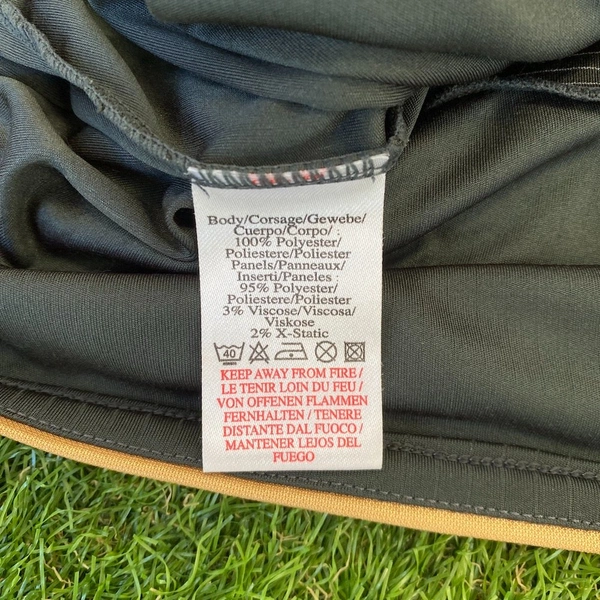 Body/Corsage/Gewebe/
Cuerpo/Corpo/ :
100% Polyester/
Poliestere/Poliester
Panels/Panneaux/
Inserti/Paneles :
95% Polyester/
Poliestere/Poliester
3% Viscose/Viscosa/
Viskose
2% X-Static
40
KEEP AWAY FROM FIRE /
LE TENIR LOIN DU FEU /
VON OFFENEN FLAMMEN
FERNHALTEN / TENERE
DISTANTE DAL FUOCO /
MANTENER LEJOS DEL
FUEGO